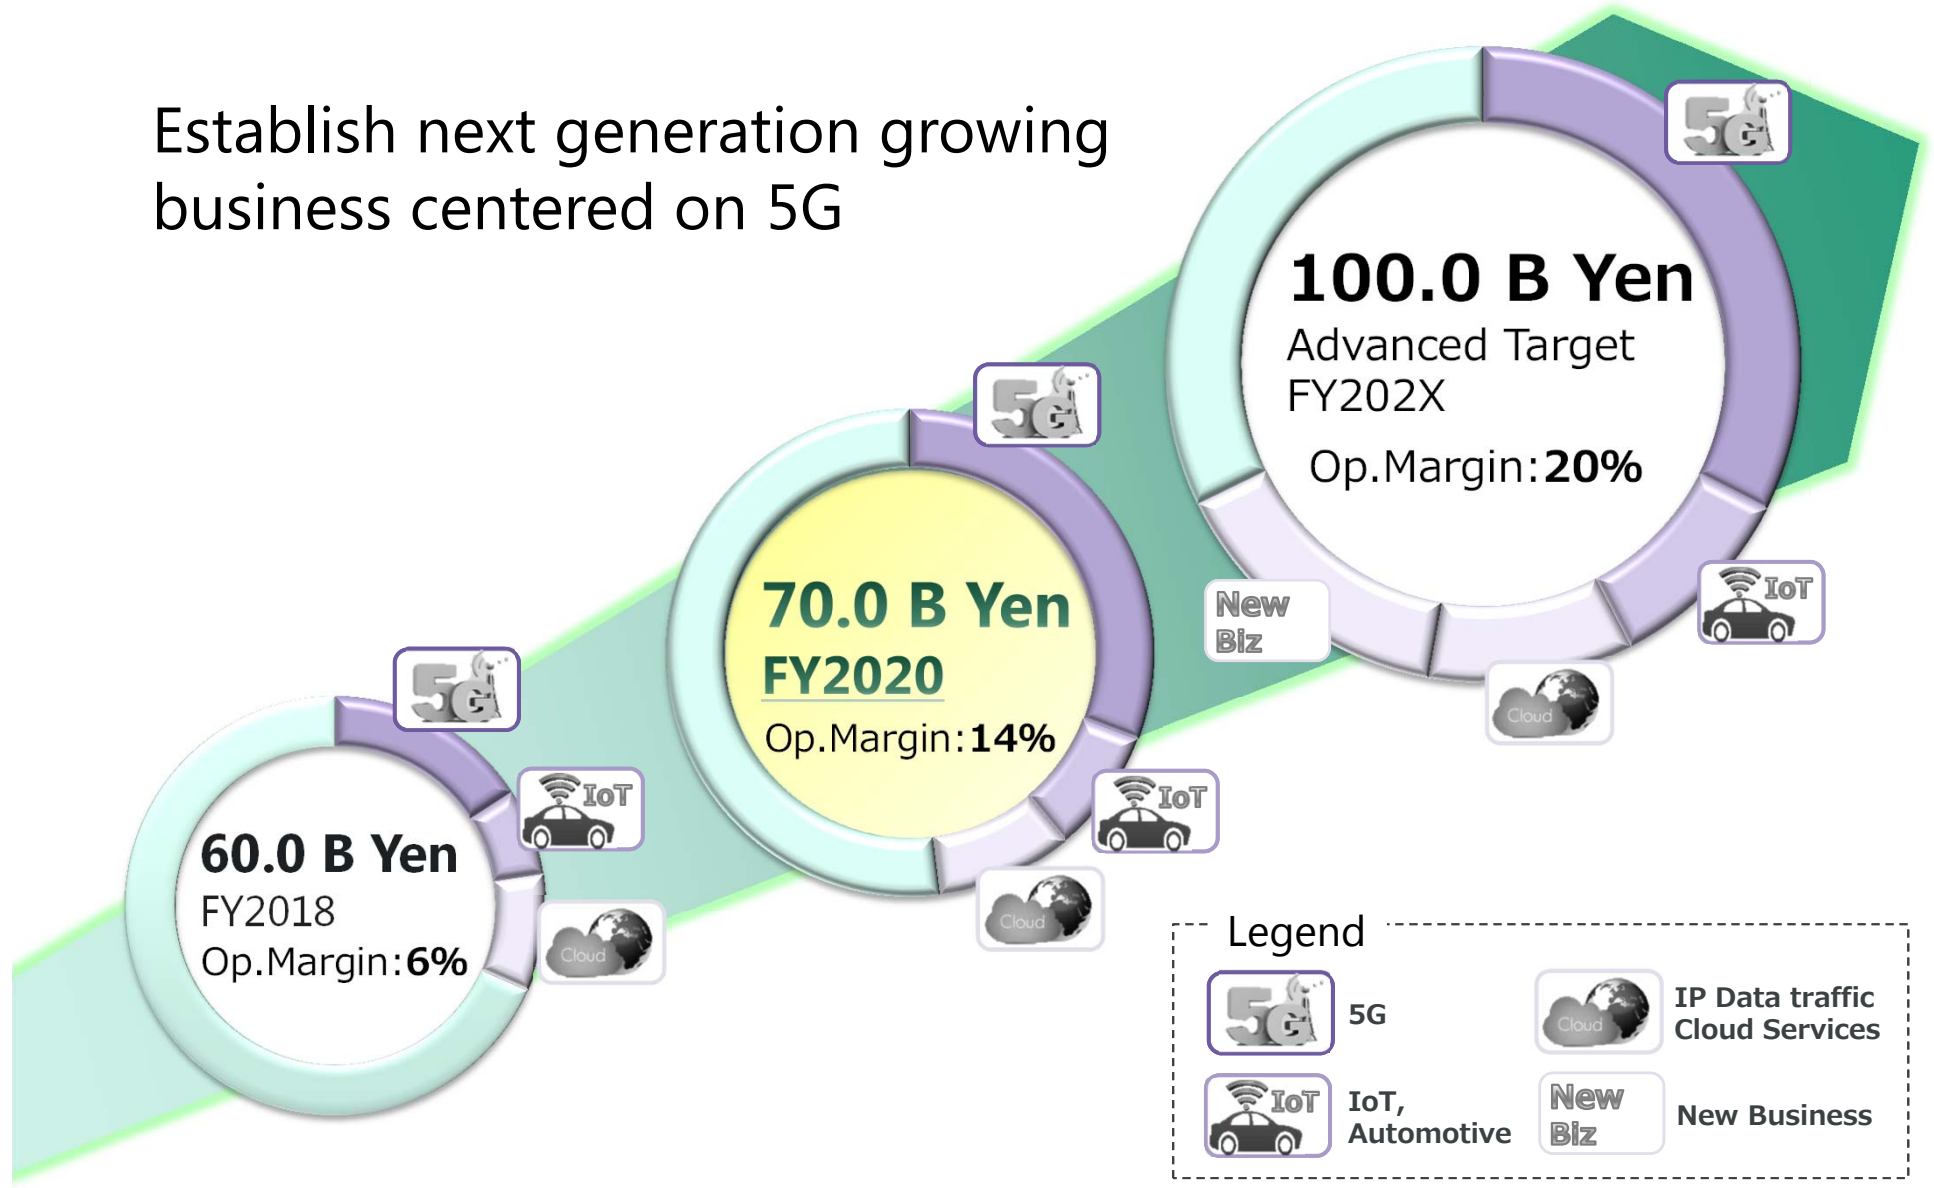 Establish next generation growing
business centered on 5G
100.0 B Yen
Advanced Target
FY202X
Op.Margin:20%
5G
IoT
Cloud
New
Biz
70.0 B Yen
FY2020
Op.Margin:14%
5G
IoT
Cloud
60.0 B Yen
FY2018
Op.Margin:6%
5G
IoT
Cloud
Legend
5G
5G
Cloud
IP Data traffic
Cloud Services
IoT
IoT,
Automotive
New
Biz
New Business